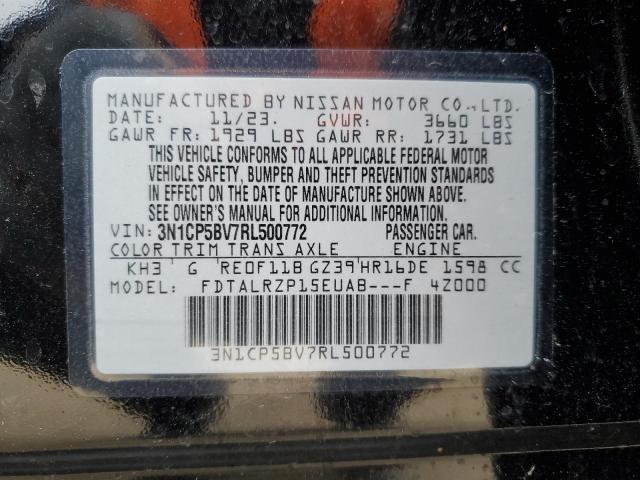 MANUFACTURED BY NISSAN MOTOR CO.,LTD.
DATE: 11/23. GVWR: 3660 LBS
GAWR FR: 1929 LBS GAWR RR: 1731 LBS
THIS VEHICLE CONFORMS TO ALL APPLICABLE FEDERAL MOTOR
VEHICLE SAFETY, BUMPER AND THEFT PREVENTION STANDARDS
IN EFFECT ON THE DATE OF MANUFACTURE SHOWN ABOVE.
SEE OWNER'S MANUAL FOR ADDITIONAL INFORMATION.
VIN: 3N1CP5BV7RL500772 PASSENGER CAR.
COLOR TRIM TRANS AXLE ENGINE
KH3 G RE0F11B GZ39 HR16DE 1598 CC
MODEL: FDTALRZP15EUAB---F 4Z000
3N1CP5BV7RL500772